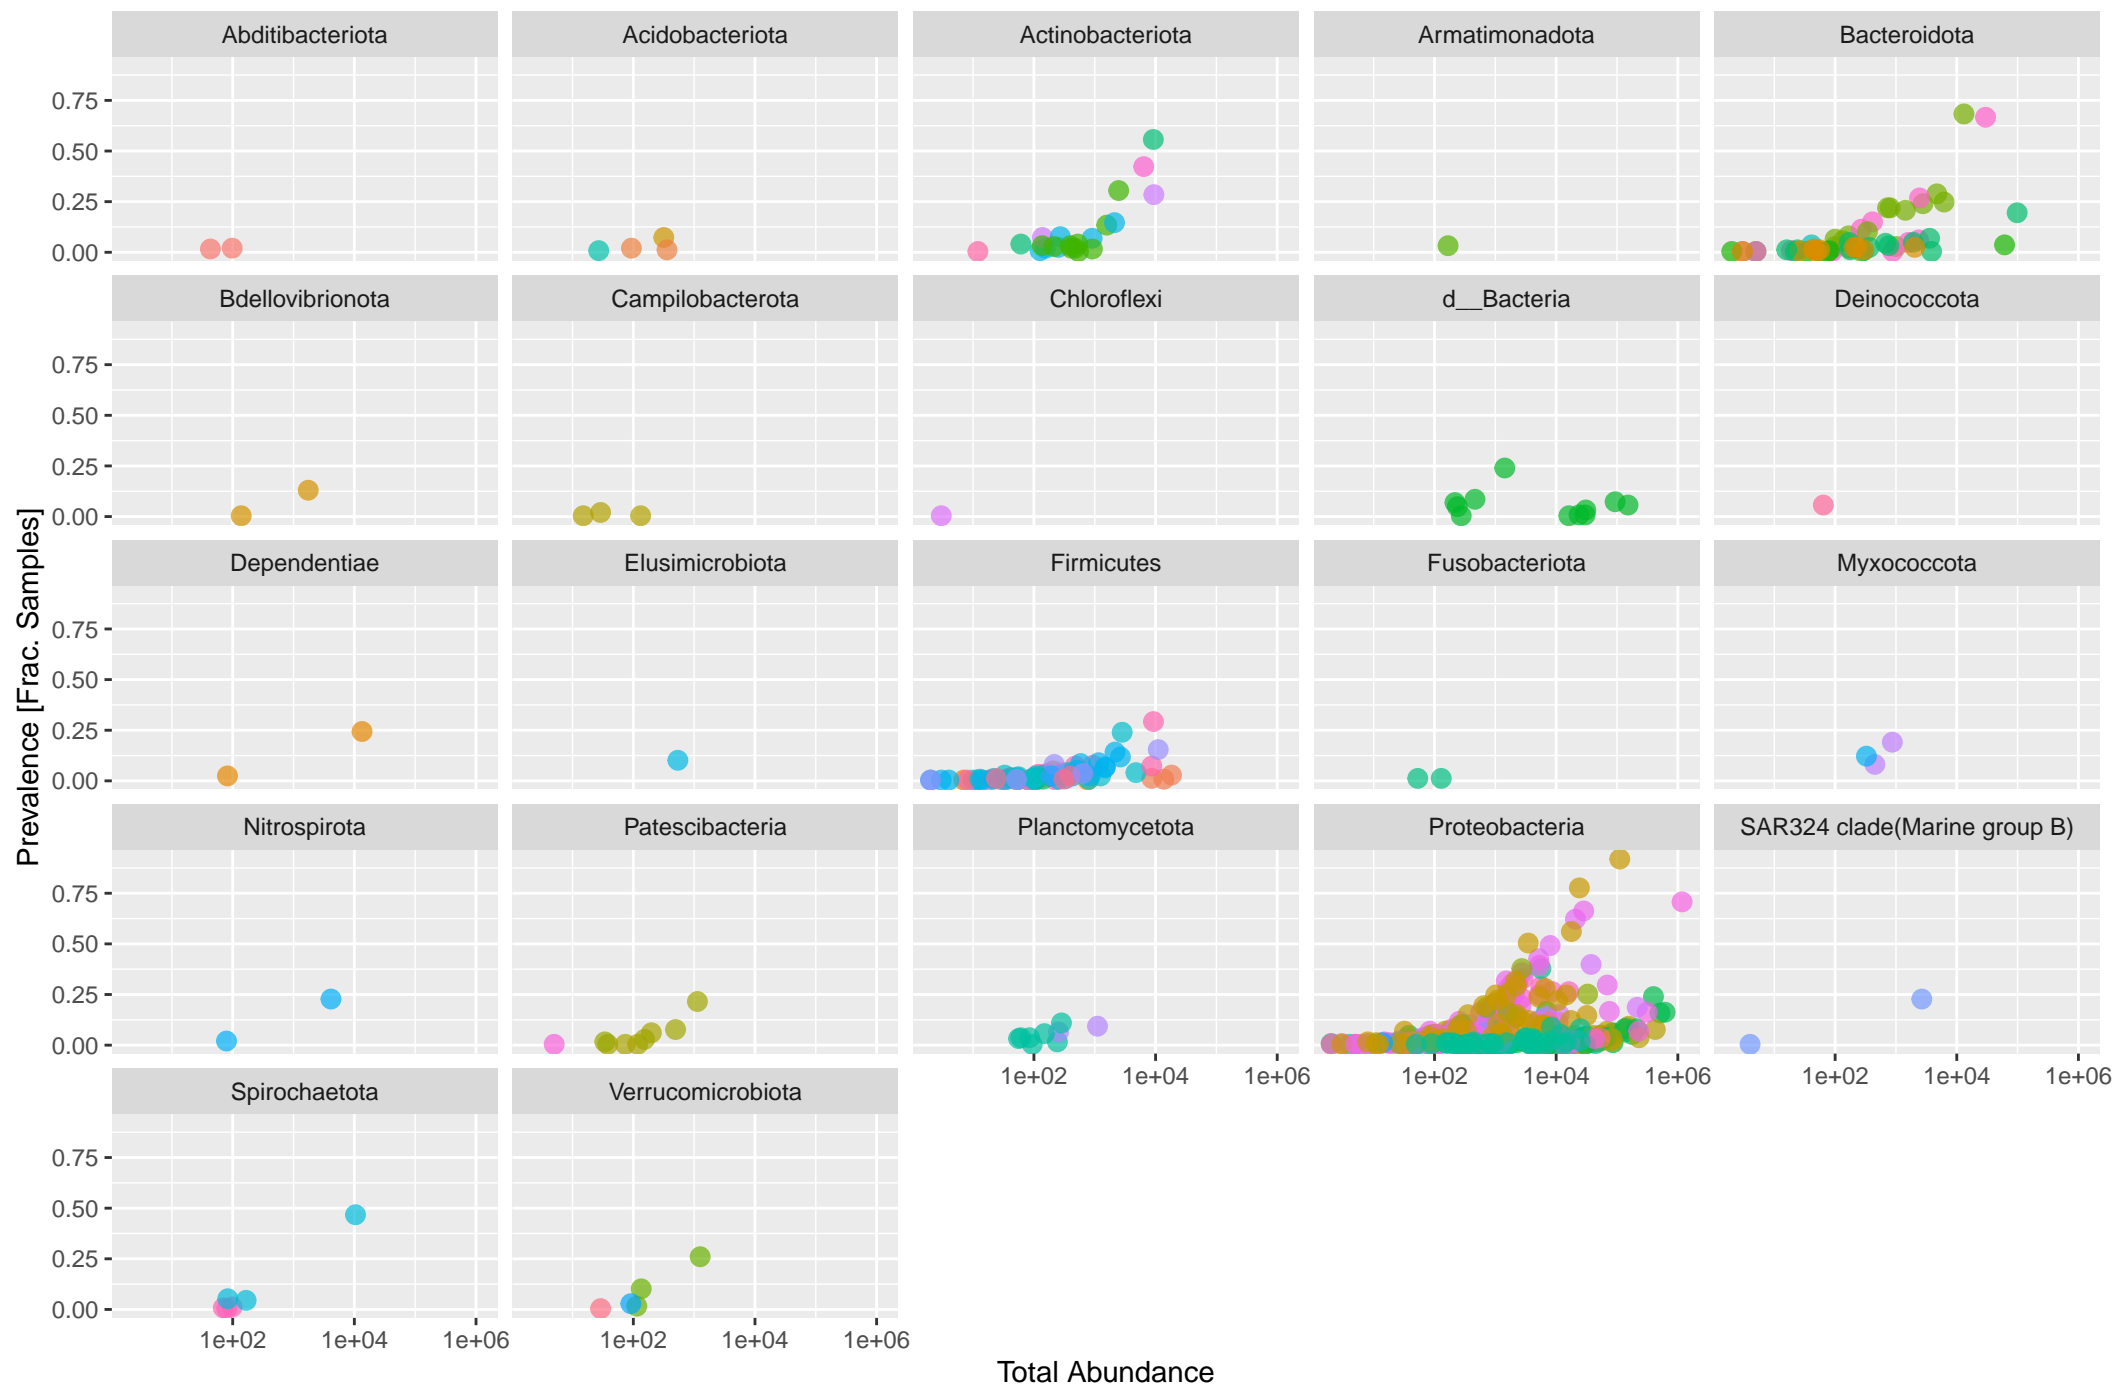 Abditibacteriota Acidobacteriota Actinobacteriota Armatimonadota Bacteroidota
0.75
0.50
0.25
0.00
Bdellovibrionota Campilobacterota Chloroflexi d__Bacteria Deinococcota
0.75
0.50
0.25
0.00
Dependentiae Elusimicrobiota Firmicutes Fusobacteriota Myxococcota
0.75
0.50
0.25
0.00
Prevalence [Frac. Samples]
Nitrospirota Patescibacteria Planctomycetota Proteobacteria SAR324 clade(Marine group B)
0.75
0.50
0.25
0.00
1e+02 1e+04 1e+06 1e+02 1e+04 1e+06 1e+02 1e+04 1e+06
Spirochaetota Verrucomicrobiota
0.75
0.50
0.25
0.00
1e+02 1e+04 1e+06 1e+02 1e+04 1e+06
Total Abundance